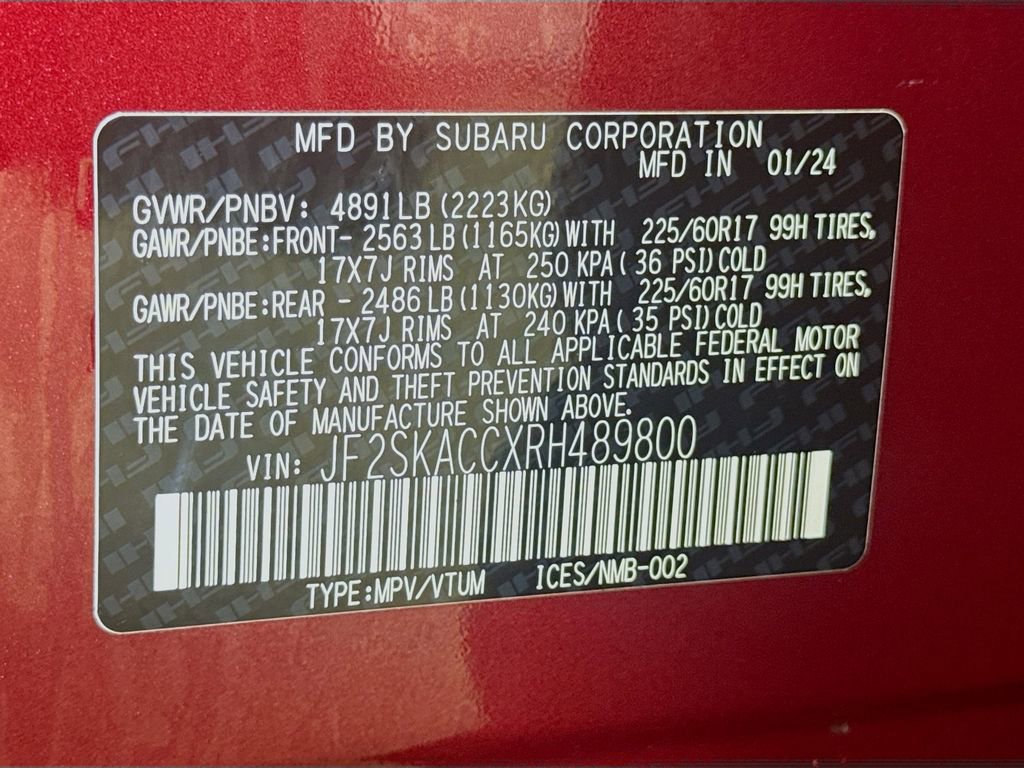 MFD BY SUBARU CORPORATION
MFD IN 01/24
GVWR/PNBV: 4891LB (2223KG)
GAWR/PNBE:FRONT- 2563LB (1165KG)WITH 225/60R17 99H TIRES,
17X7J RIMS AT 250 KPA( 36 PSI)COLD
GAWR/PNBE:REAR - 2486LB (1130KG)WITH 225/60R17 99H TIRES,
17X7J RIMS AT 240 KPA( 35 PSI)COLD
THIS VEHICLE CONFORMS TO ALL APPLICABLE FEDERAL MOTOR
VEHICLE SAFETY AND THEFT PREVENTION STANDARDS IN EFFECT ON
THE DATE OF MANUFACTURE SHOWN ABOVE.
VIN: JF2SKACCXRH489800
TYPE:MPV/VTUM ICES/NMB-002